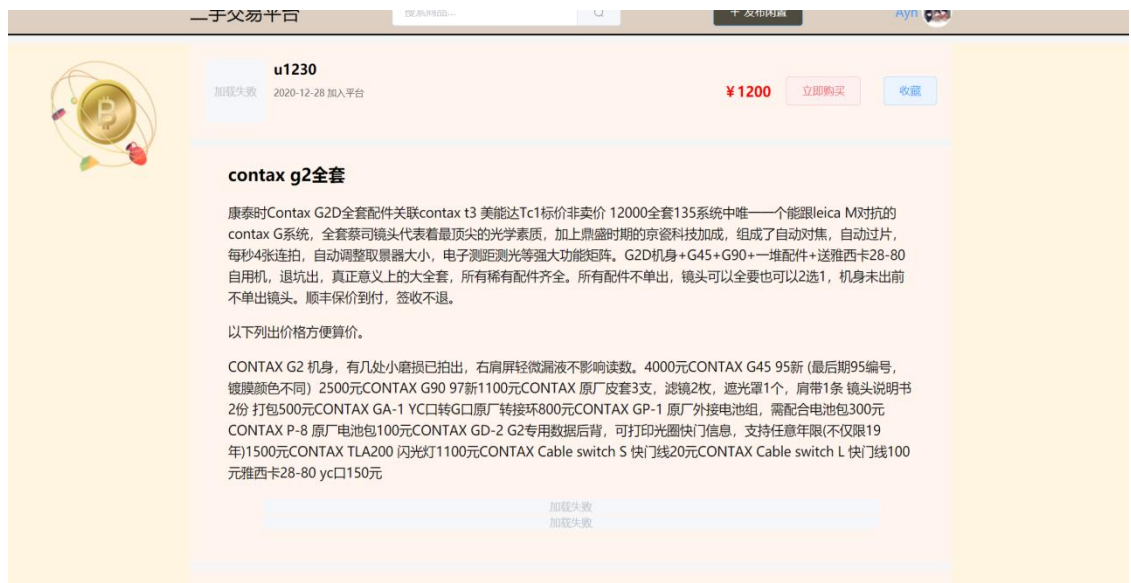 二手交易平台
搜索商品...
+ 发布闲置
Ayn
加载失败
u1230
2020-12-28 加入平台
¥1200
立即购买
收藏
contax g2全套
康泰时Contax G2D全套配件关联contax t3 美能达Tc1标价非卖价 12000全套135系统中唯一一个能跟leica M对抗的
contax G系统，全套蔡司镜头代表着最顶尖的光学素质，加上鼎盛时期的京瓷科技加成，组成了自动对焦，自动过片，
每秒4张连拍，自动调整取景器大小，电子测距测光等强大功能矩阵。G2D机身+G45+G90+一堆配件+送雅西卡28-80
自用机，退坑出，真正意义上的大全套，所有稀有配件齐全。所有配件不单出，镜头可以全要也可以2选1，机身未出前
不单出镜头。顺丰保价到付，签收不退。
以下列出价格方便算价。
CONTAX G2 机身，有几处小磨损已拍出，右肩屏轻微漏液不影响读数。4000元CONTAX G45 95新 (最后期95编号，
镀膜颜色不同）2500元CONTAX G90 97新1100元CONTAX 原厂皮套3支，滤镜2枚，遮光罩1个，肩带1条 镜头说明书
2份 打包500元CONTAX GA-1 YC口转G口原厂转接环800元CONTAX GP-1 原厂外接电池组，需配合电池包300元
CONTAX P-8 原厂电池包100元CONTAX GD-2 G2专用数据后背，可打印光圈快门信息，支持任意年限(不仅限19
年)1500元CONTAX TLA200 闪光灯1100元CONTAX Cable switch S 快门线20元CONTAX Cable switch L 快门线100
元雅西卡28-80 yc口150元
加载失败
加载失败